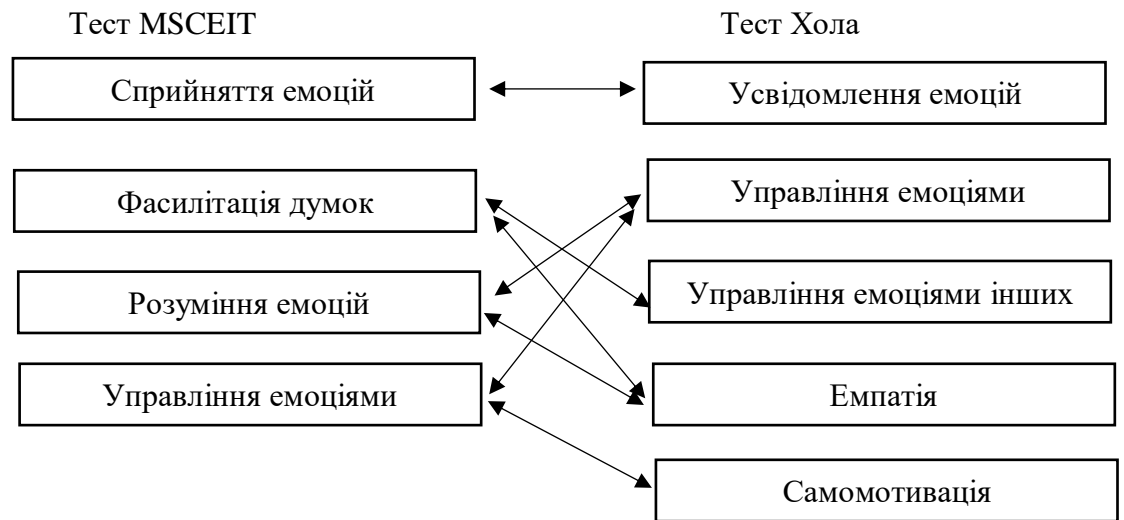 Тест MSCEIT
Тест Хола
Сприйняття емоцій
Усвідомлення емоцій
Фасилітація думок
Управління емоціями
Розуміння емоцій
Управління емоціями інших
Управління емоціями
Емпатія
Самомотивація